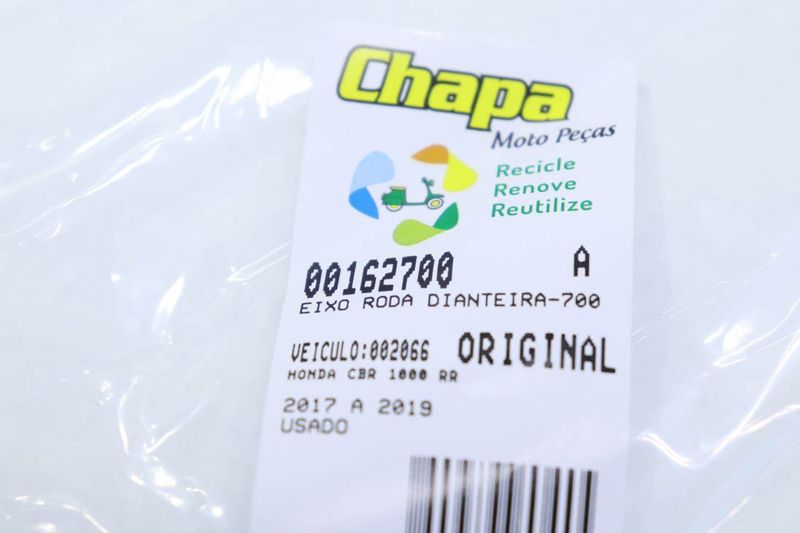 Chapa
Moto Peças
Recicle
Renove
Reutilize
00162700 A
EIXO RODA DIANTEIRA-700
VEICULO:002066 ORIGINAL
HONDA CBR 1000 RR
2017 A 2019
USADO